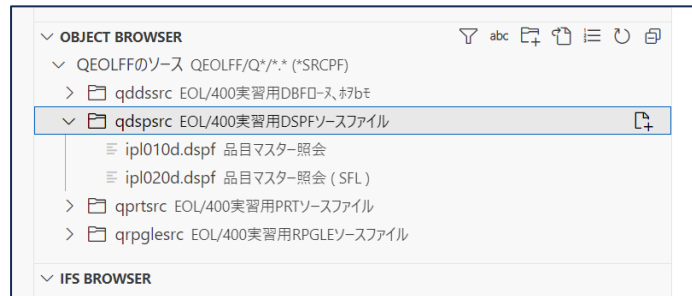 OBJECT BROWSER abc
QEOLFFのソース QEOLFF/Q*/*.* (*SRCPF)
qddssrc EOL/400実習用DBFﾛｰｽ､ﾎｦbﾓ
qdspsrc EOL/400実習用DSPFソースファイル
ipl010d.dspf 品目マスター照会
ipl020d.dspf 品目マスター照会 ( SFL )
qprtsrc EOL/400実習用PRTソースファイル
qrpglesrc EOL/400実習用RPGLEソースファイル
IFS BROWSER